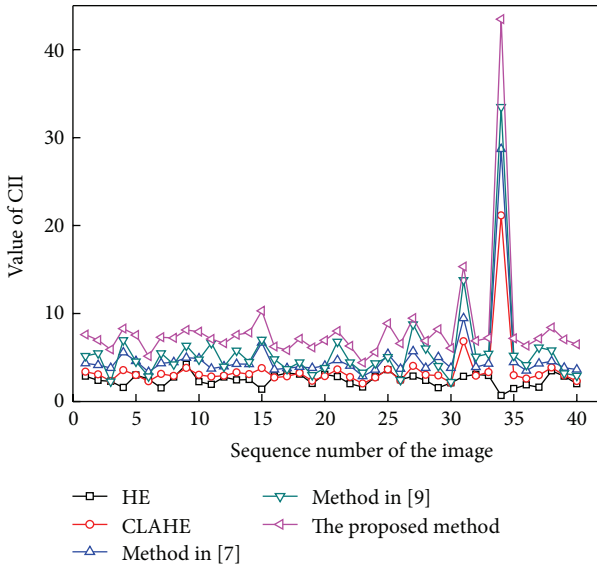 Value of CII
40
30
20
10
0
0 5 10 15 20 25 30 35 40
Sequence number of the image
HE
CLAHE
Method in [7]
Method in [9]
The proposed method